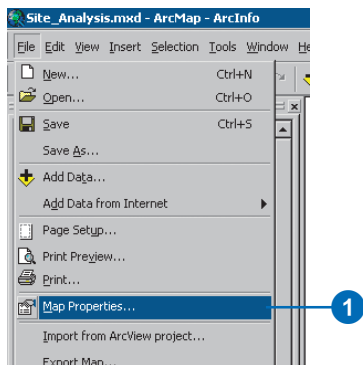 Site_Analysis.mxd - ArcMap - ArcInfo
File Edit View Insert Selection Tools Window He
New... Ctrl+N
Open... Ctrl+O
Save Ctrl+S
Save As...
Add Data...
Add Data from Internet
Page Setup...
Print Preview...
Print...
Map Properties... 1
Import from ArcView project...
Export Map...